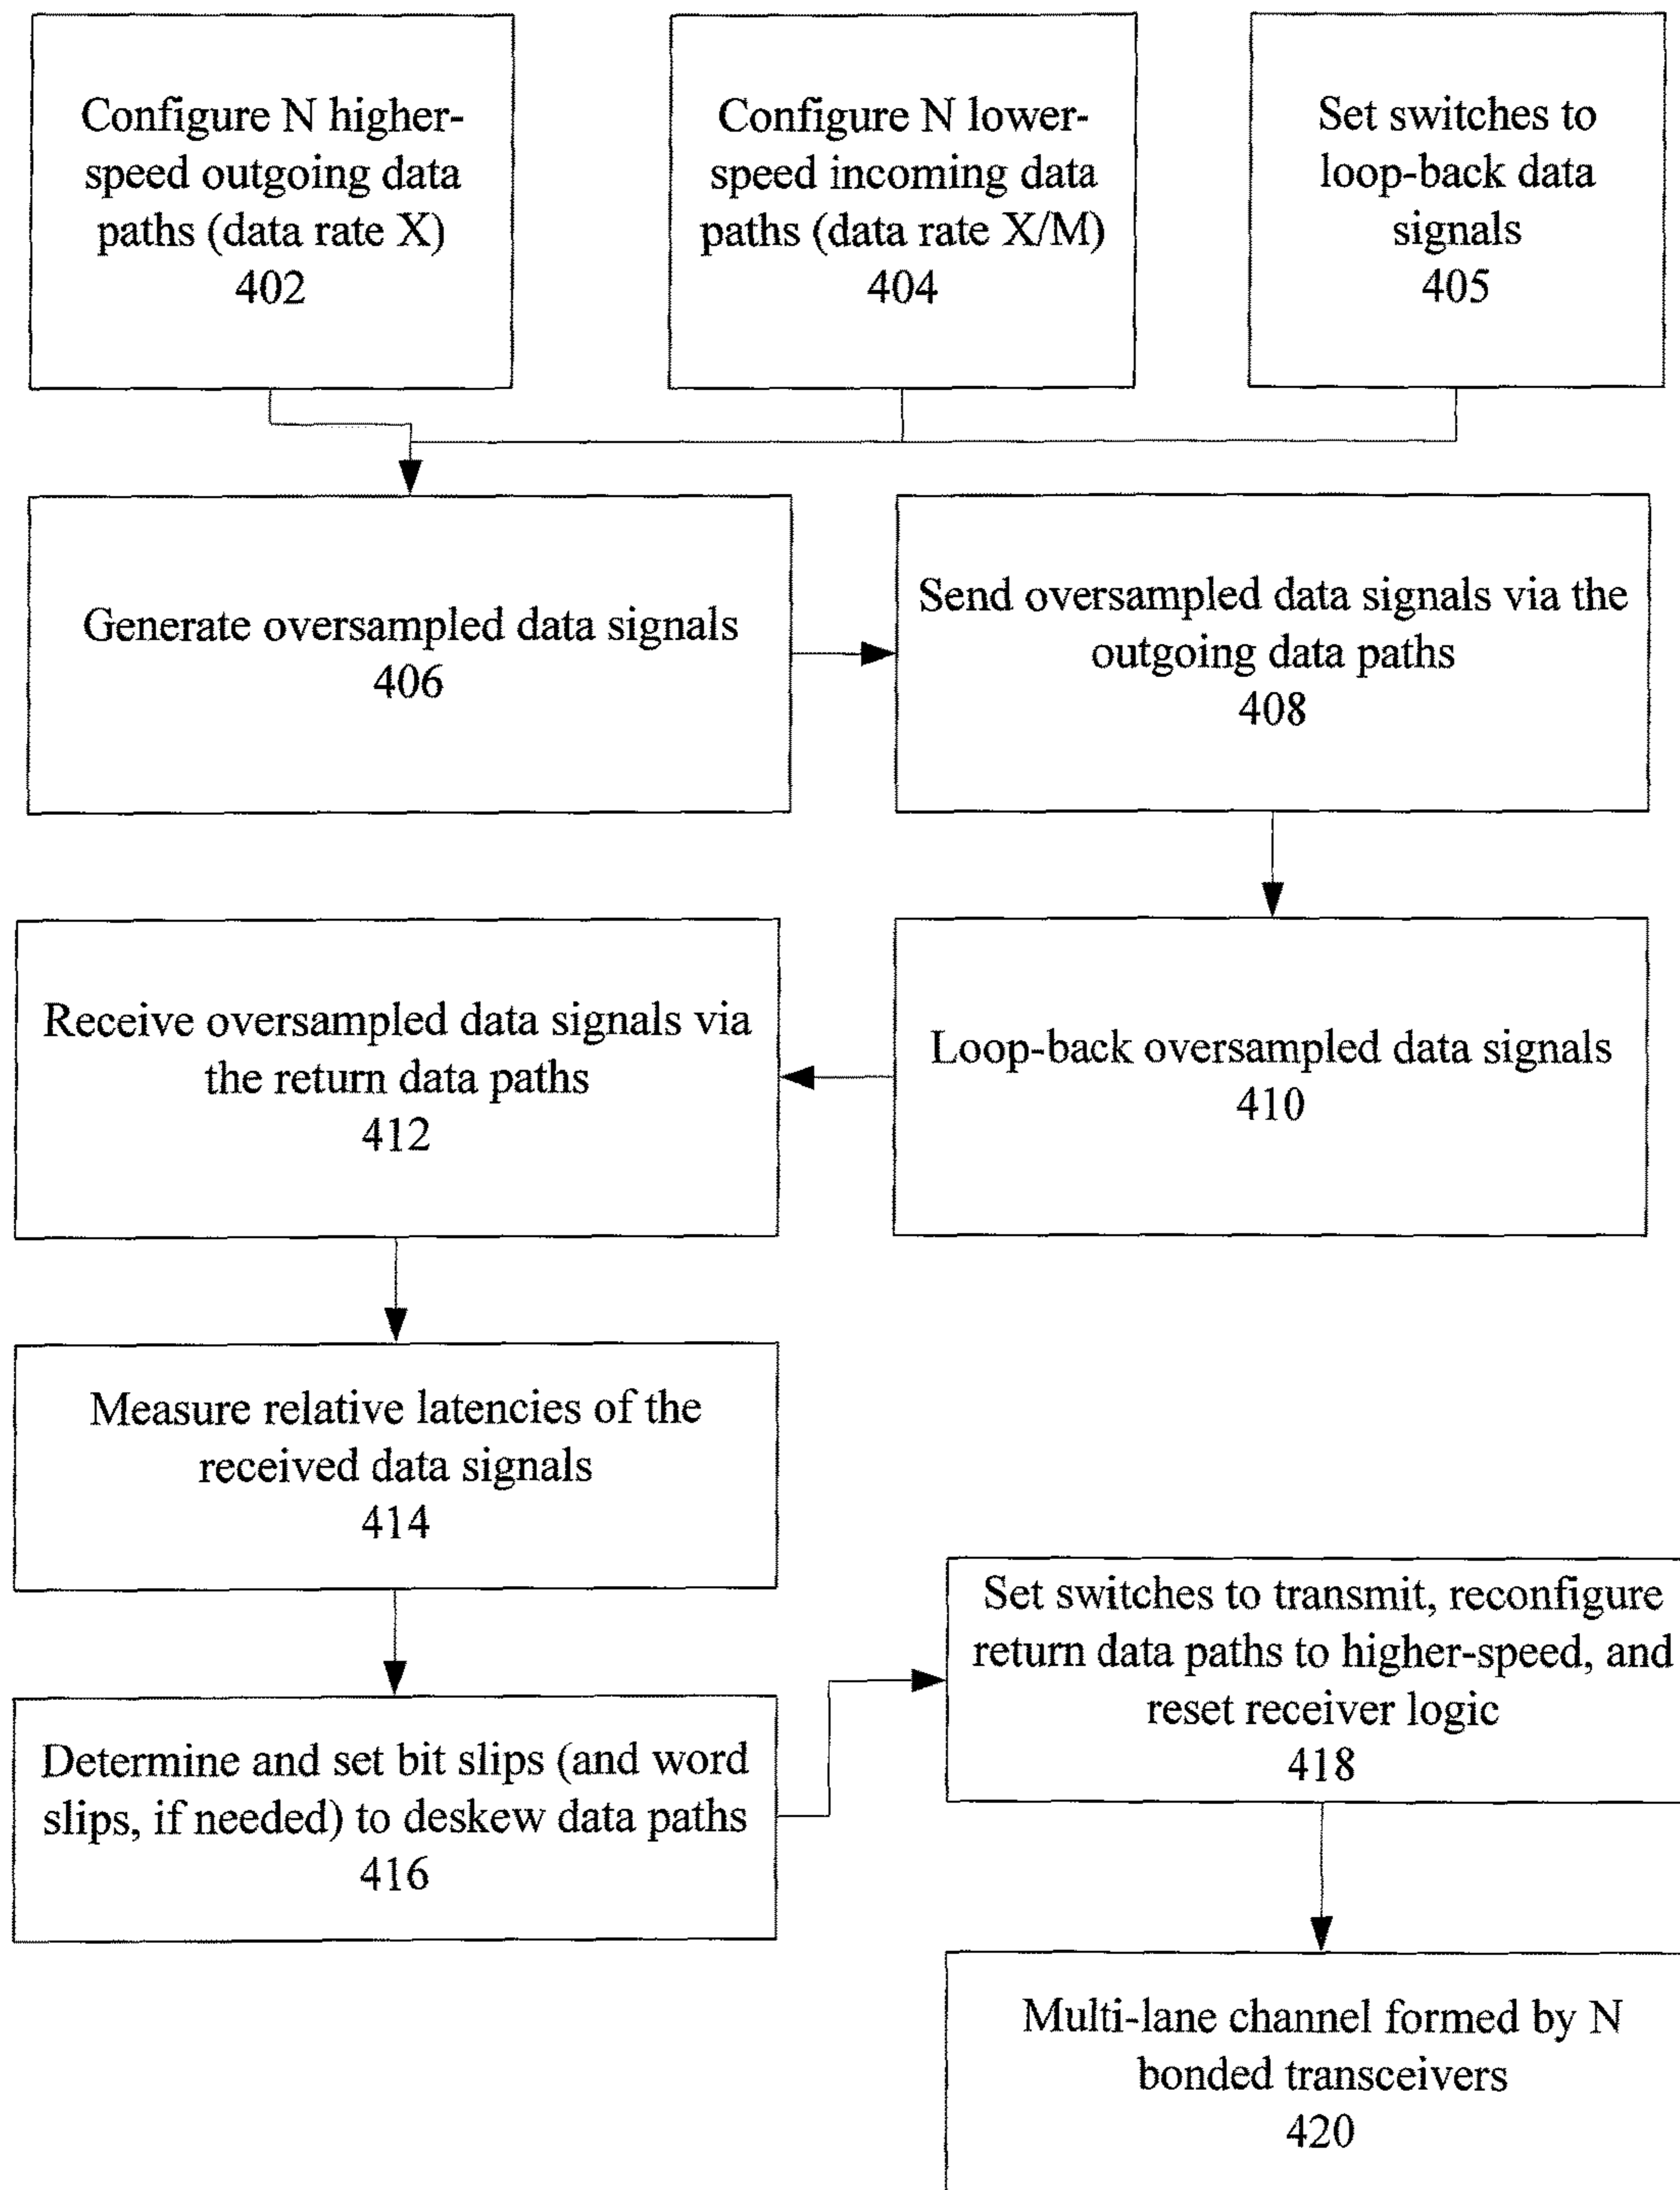 Configure N higher-
speed outgoing data
paths (data rate X)
402
Configure N lower-
speed incoming data
paths (data rate X/M)
404
Set switches to
loop-back data
signals
405
Generate oversampled data signals
406
Send oversampled data signals via the
outgoing data paths
408
Loop-back oversampled data signals
410
Receive oversampled data signals via
the return data paths
412
Measure relative latencies of the
received data signals
414
Determine and set bit slips (and word
slips, if needed) to deskew data paths
416
Set switches to transmit, reconfigure
return data paths to higher-speed, and
reset receiver logic
418
Multi-lane channel formed by N
bonded transceivers
420